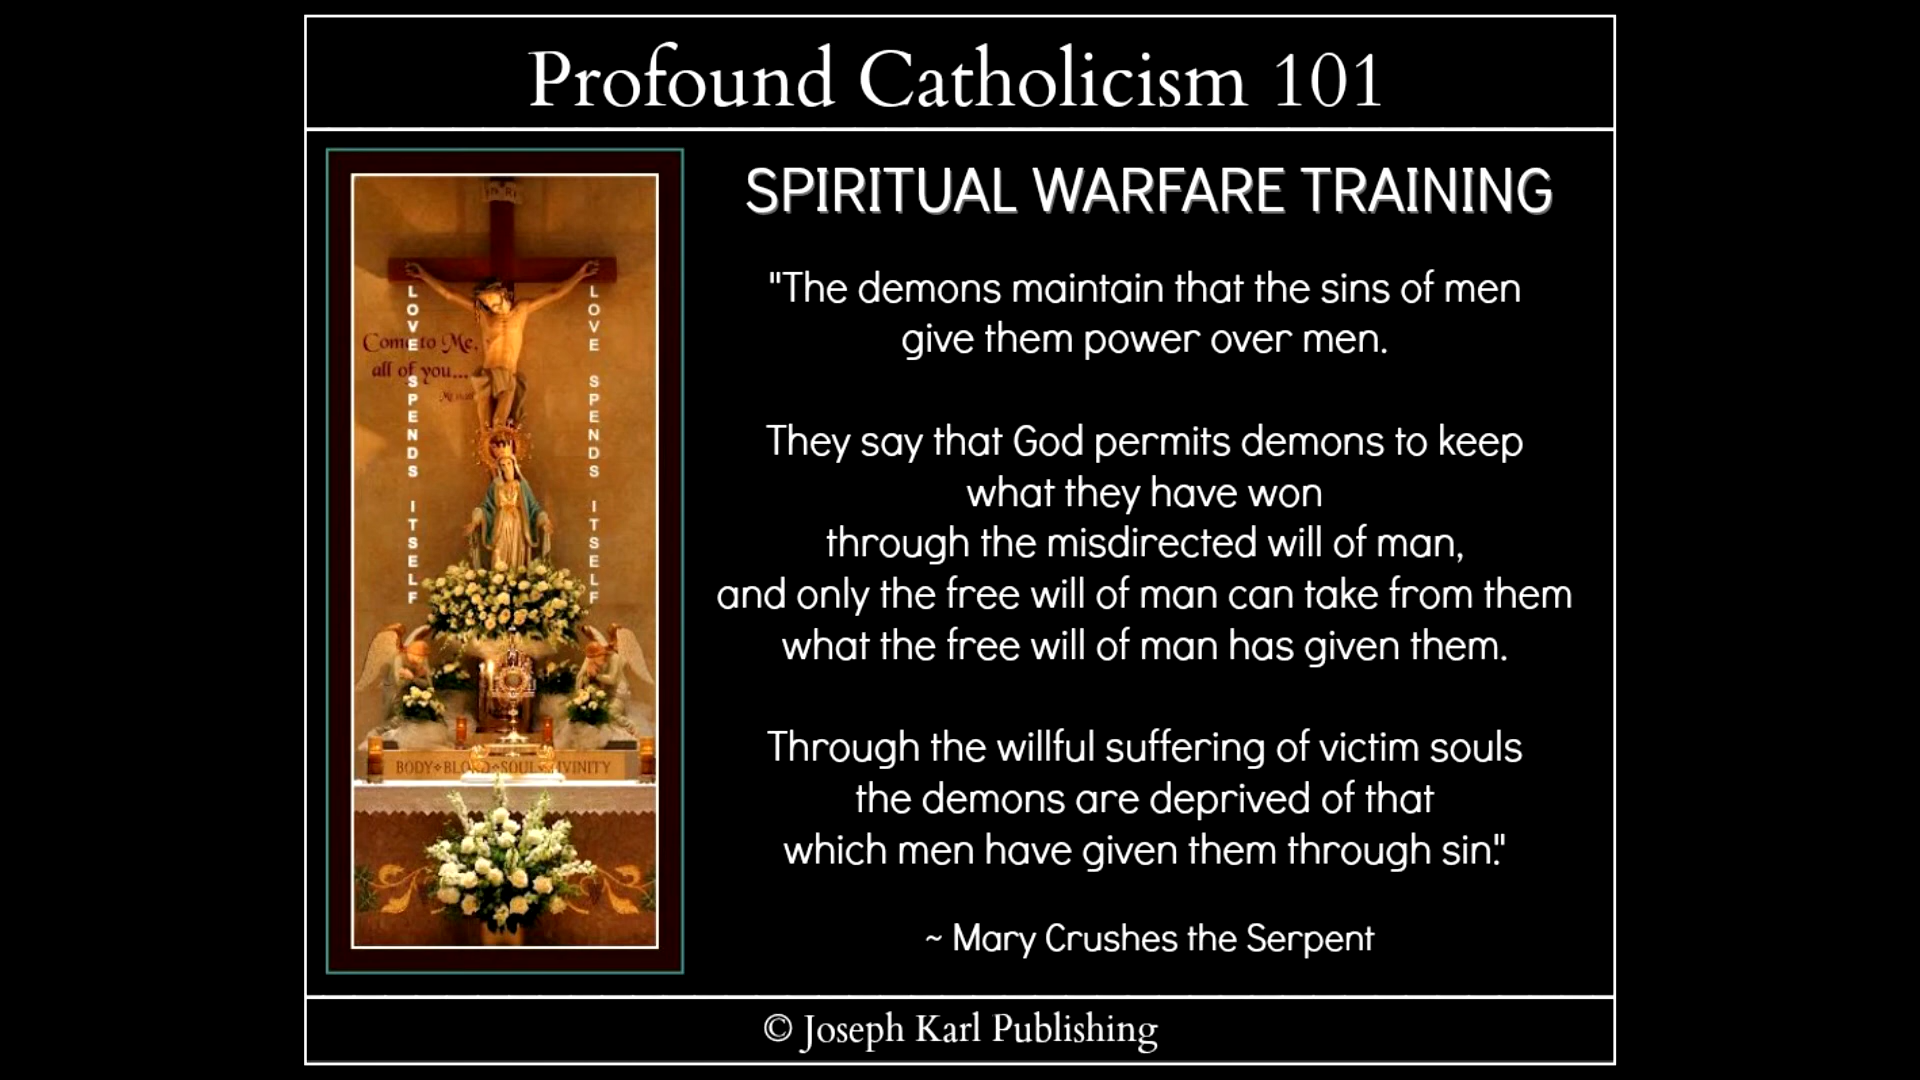 Profound Catholicism 101
INRI
LOVE SPENDS ITSELF
LOVE SPENDS ITSELF
Come to Me,
all of you...
BODY BLOOD SOUL DIVINITY
SPIRITUAL WARFARE TRAINING
"The demons maintain that the sins of men
give them power over men.
They say that God permits demons to keep
what they have won
through the misdirected will of man,
and only the free will of man can take from them
what the free will of man has given them.
Through the willful suffering of victim souls
the demons are deprived of that
which men have given them through sin."
~ Mary Crushes the Serpent
© Joseph Karl Publishing